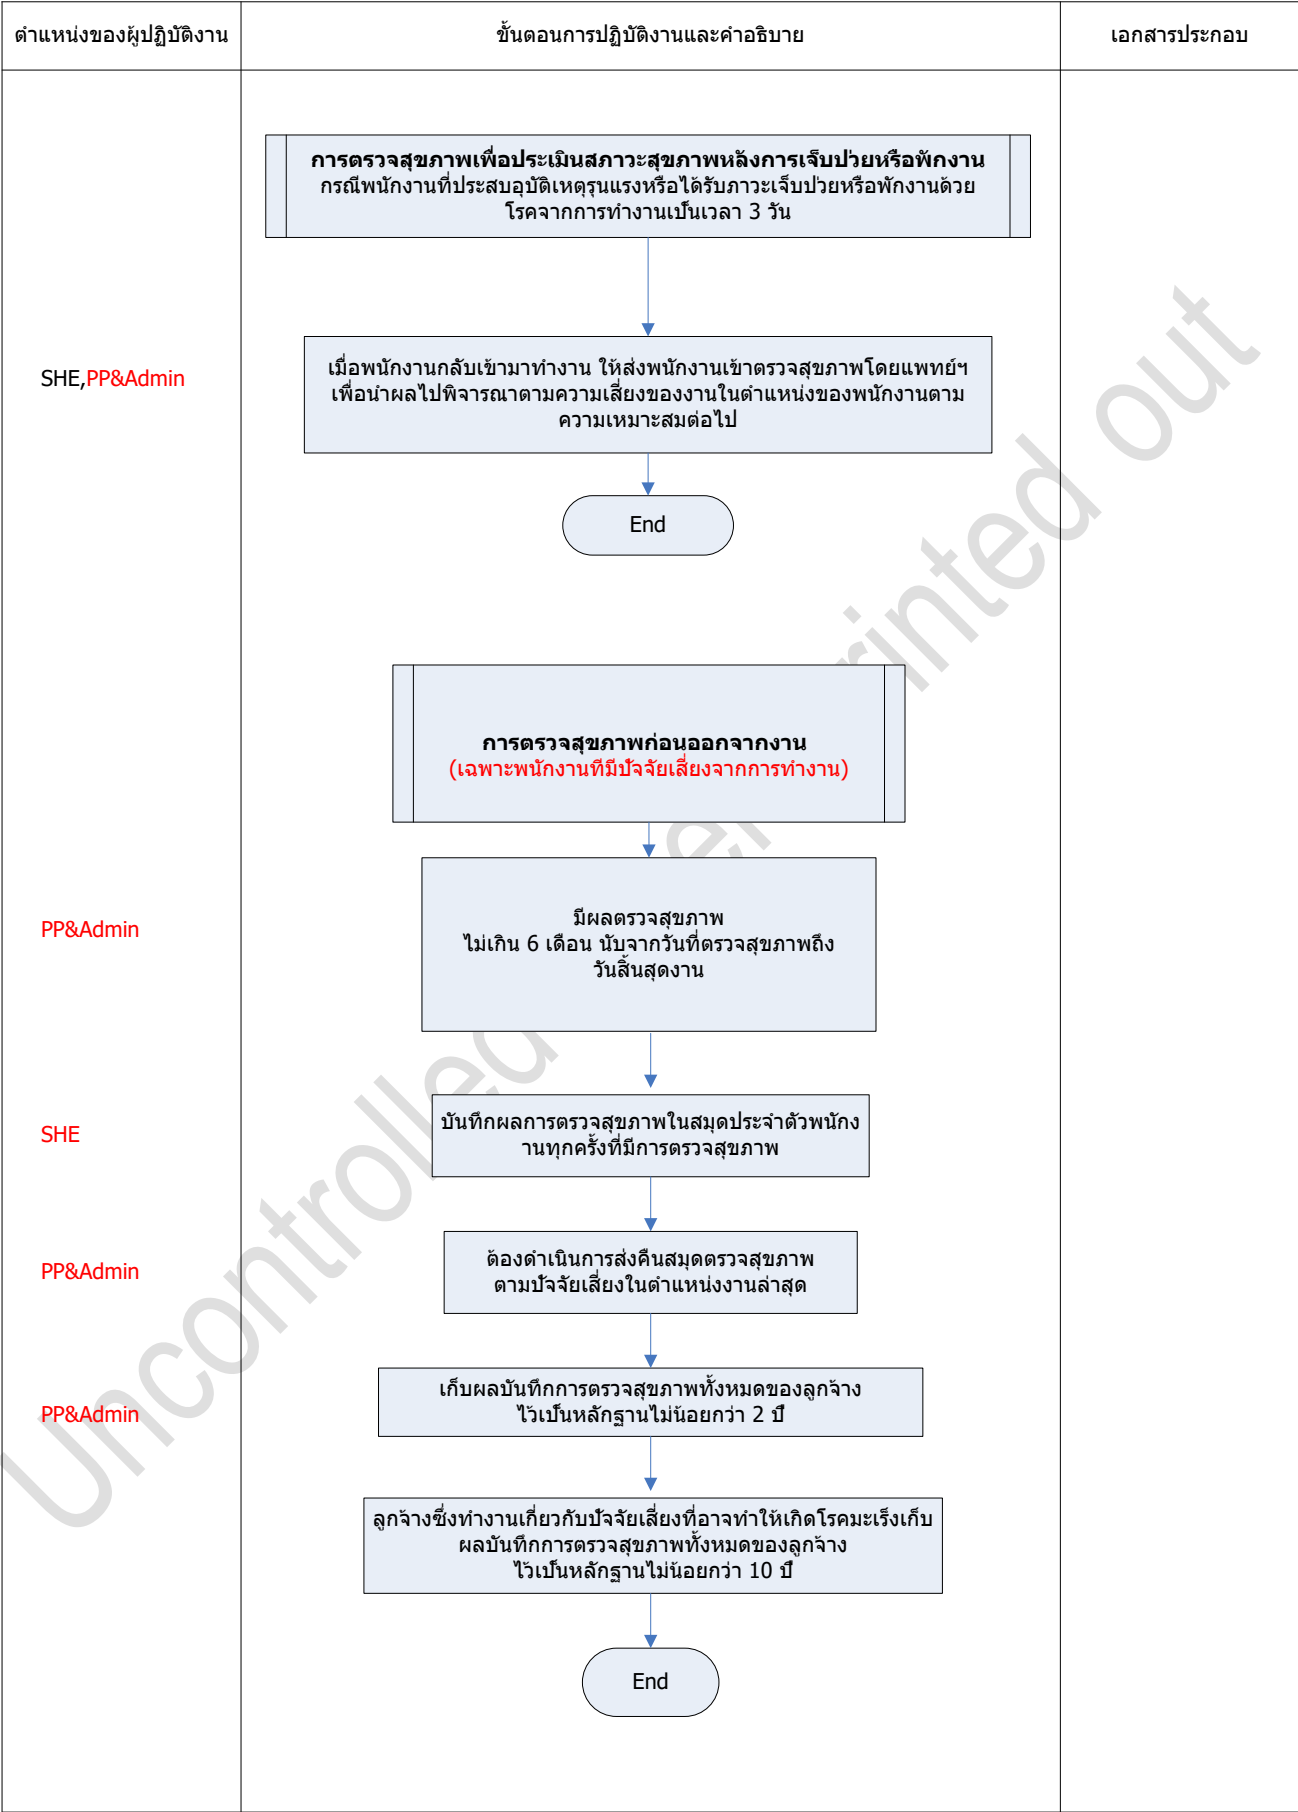 ตำแหน่งของผู้ปฏิบัติงาน
ขั้นตอนการปฏิบัติงานและคำอธิบาย
เอกสารประกอบ
การตรวจสุขภาพเพื่อประเมินสภาวะสุขภาพหลังการเจ็บป่วยหรือพักงาน
กรณีพนักงานที่ประสบอุบัติเหตุรุนแรงหรือได้รับภาวะเจ็บป่วยหรือพักงานด้วย
โรคจากการทำงานเป็นเวลา 3 วัน
SHE,PP&Admin
เมื่อพนักงานกลับเข้ามาทำงาน ให้ส่งพนักงานเข้าตรวจสุขภาพโดยแพทย์ฯ
เพื่อนำผลไปพิจารณาตามความเสี่ยงของงานในตำแหน่งของพนักงานตาม
ความเหมาะสมต่อไป
End
การตรวจสุขภาพก่อนออกจากงาน
(เฉพาะพนักงานที่มีปัจจัยเสี่ยงจากการทำงาน)
PP&Admin
มีผลตรวจสุขภาพ
ไม่เกิน 6 เดือน นับจากวันที่ตรวจสุขภาพถึง
วันสิ้นสุดงาน
SHE
บันทึกผลการตรวจสุขภาพในสมุดประจำตัวพนักง
านทุกครั้งที่มีการตรวจสุขภาพ
PP&Admin
ต้องดำเนินการส่งคืนสมุดตรวจสุขภาพ
ตามปัจจัยเสี่ยงในตำแหน่งงานล่าสุด
PP&Admin
เก็บผลบันทึกการตรวจสุขภาพทั้งหมดของลูกจ้าง
ไว้เป็นหลักฐานไม่น้อยกว่า 2 ปี
ลูกจ้างซึ่งทำงานเกี่ยวกับปัจจัยเสี่ยงที่อาจทำให้เกิดโรคมะเร็งเก็บ
ผลบันทึกการตรวจสุขภาพทั้งหมดของลูกจ้าง
ไว้เป็นหลักฐานไม่น้อยกว่า 10 ปี
End
Uncontrolled
out